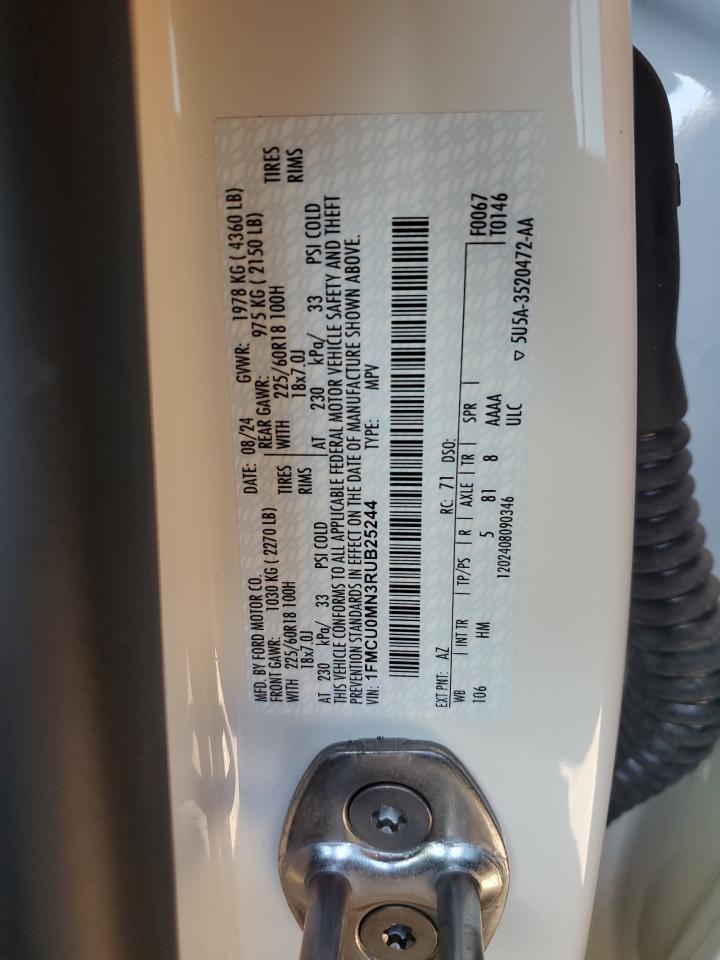 MFD. BY FORD MOTOR CO.
DATE: 08/24 GVWR: 1978 KG ( 4360 LB)
FRONT GAWR: 1030 KG ( 2270 LB) REAR GAWR: 975 KG ( 2150 LB)
WITH 225/60R18 100H TIRES WITH 225/60R18 100H TIRES
18x7.0J RIMS 18x7.0J RIMS
AT 230 kPa/ 33 PSI COLD AT 230 kPa/ 33 PSI COLD
THIS VEHICLE CONFORMS TO ALL APPLICABLE FEDERAL MOTOR VEHICLE SAFETY AND THEFT
PREVENTION STANDARDS IN EFFECT ON THE DATE OF MANUFACTURE SHOWN ABOVE.
VIN: 1FMCU0MN3RUB25244 TYPE: MPV
EXT PNT: AZ RC: 71 DSO: F0067
WB INT TR TP/PS R AXLE TR SPR T0146
106 HM 5 81 8 AAAA
1202408090346 ULC ▽ 5U5A-3520472-AA